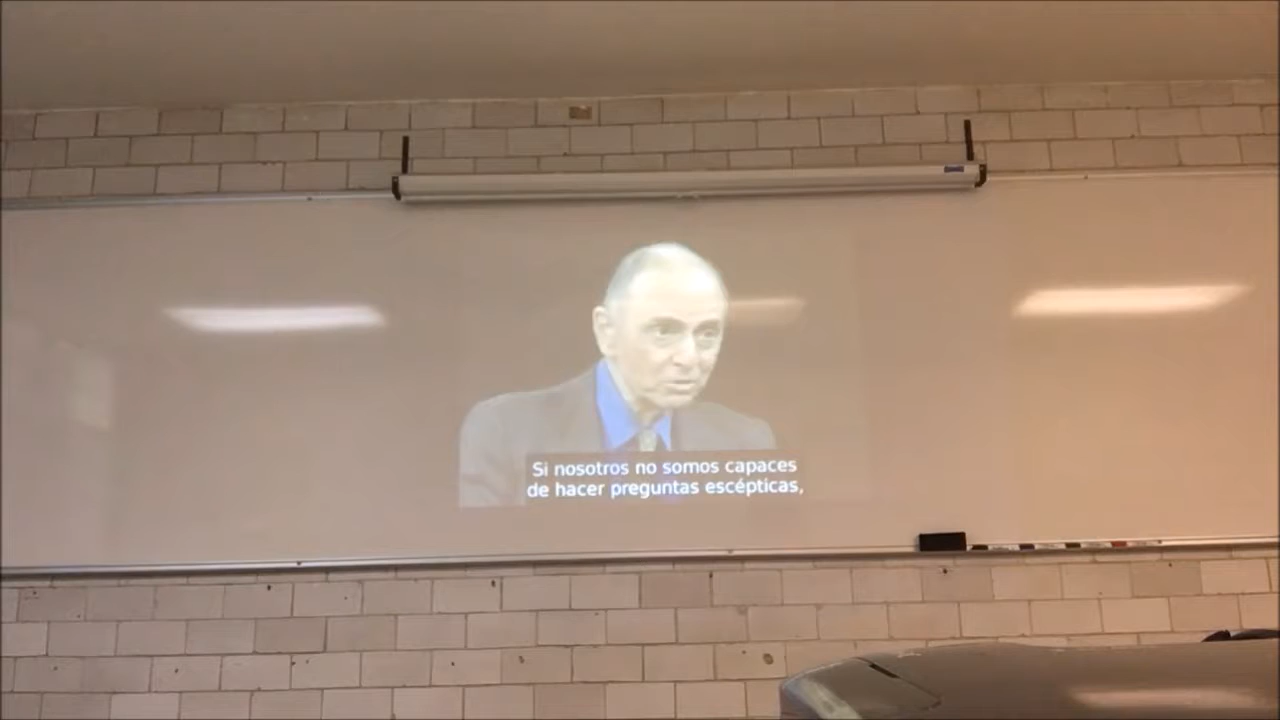 Si nosotros no somos capaces
de hacer preguntas escépticas,